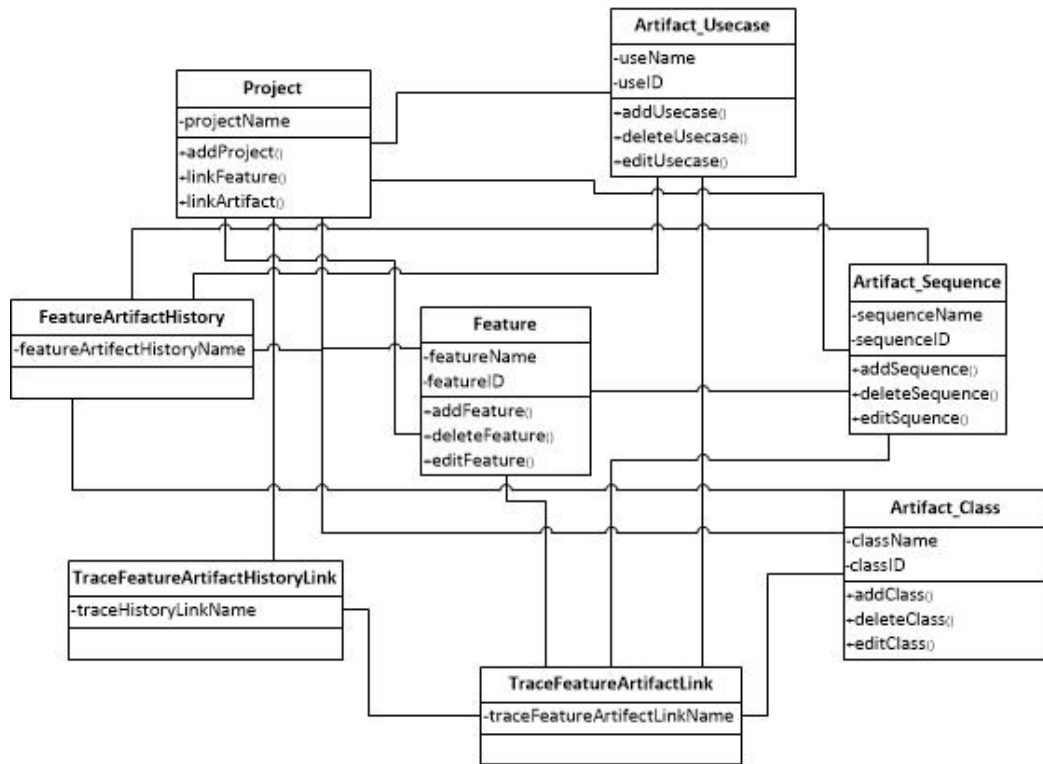 Artifact_Usecase
-useName
-useID
+addUsecase()
+deleteUsecase()
+editUsecase()
Project
-projectName
+addProject()
+linkFeature()
+linkArtifact()
Artifact_Sequence
-sequenceName
-sequenceID
+addSequence()
+deleteSequence()
+editSquence()
FeatureArtifactHistory
-featureArtifectHistoryName
Feature
-featureName
-featureID
+addFeature()
+deleteFeature()
+editFeature()
Artifact_Class
-className
-classID
+addClass()
+deleteClass()
+editClass()
TraceFeatureArtifactHistoryLink
-traceHistoryLinkName
TraceFeatureArtifactLink
-traceFeatureArtifectLinkName